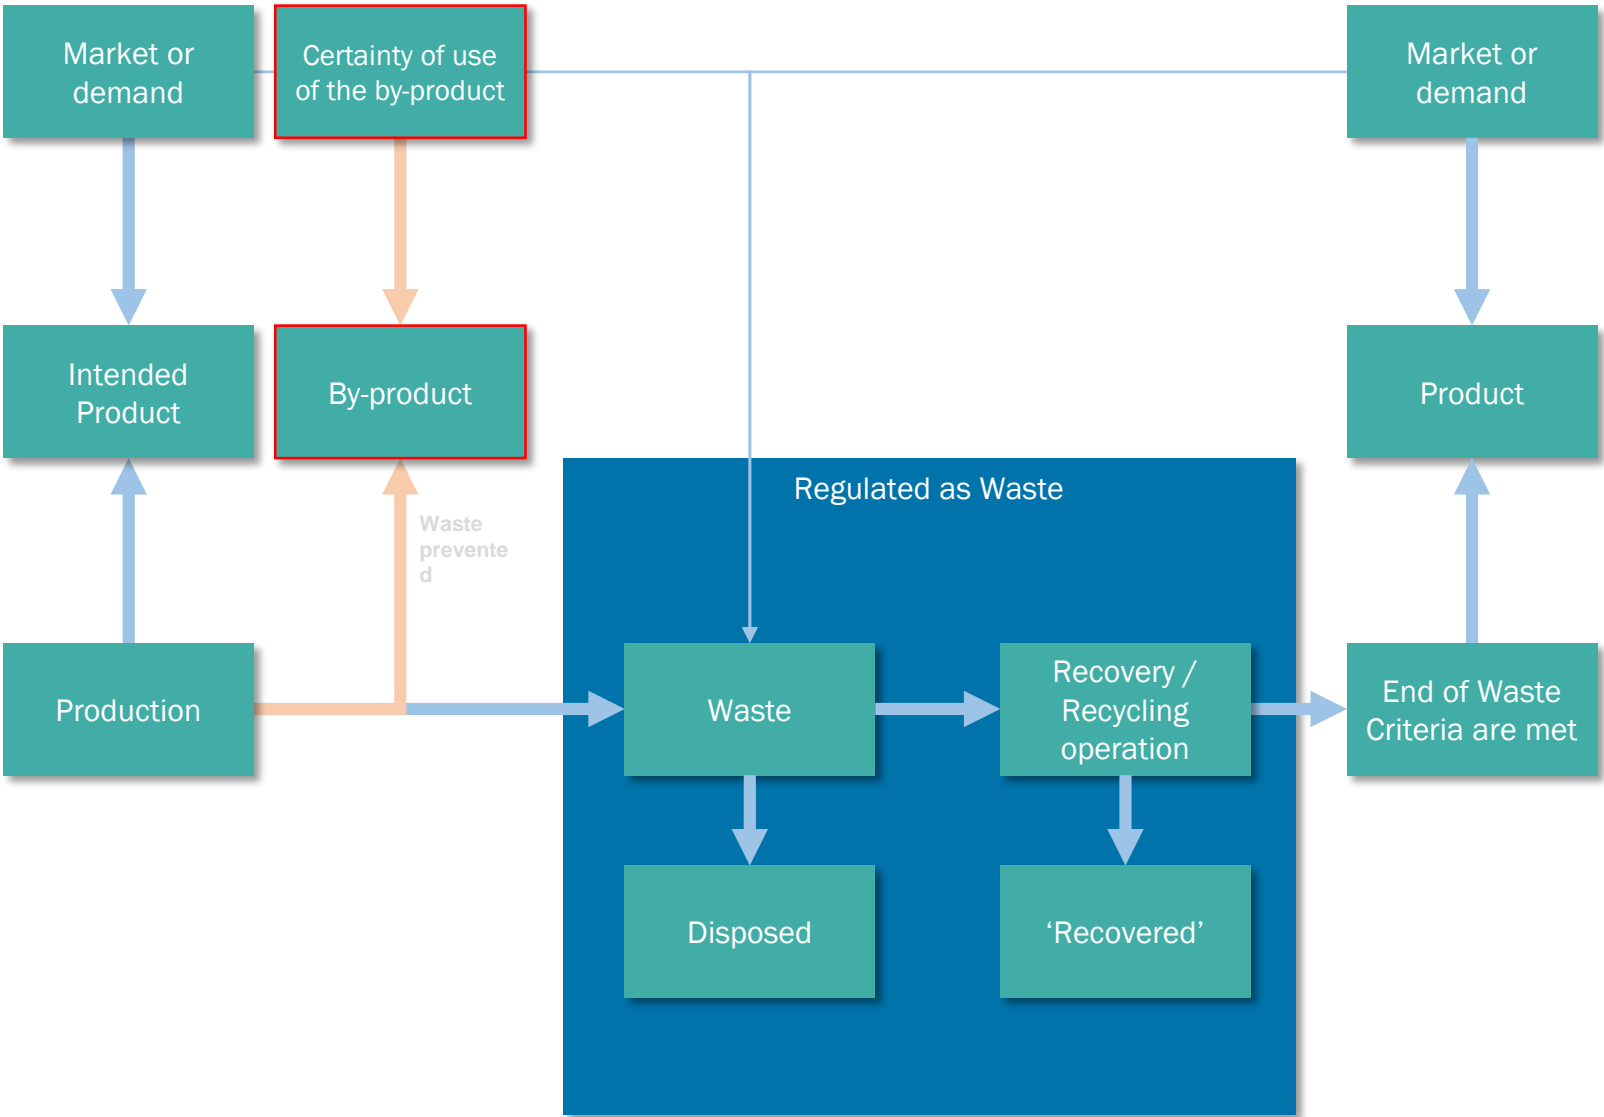 Market or
demand
Certainty of use
of the by-product
Market or
demand
Intended
Product
By-product
Product
Regulated as Waste
Waste
prevente
d
Production
Waste
Recovery /
Recycling
operation
End of Waste
Criteria are met
Disposed
‘Recovered’